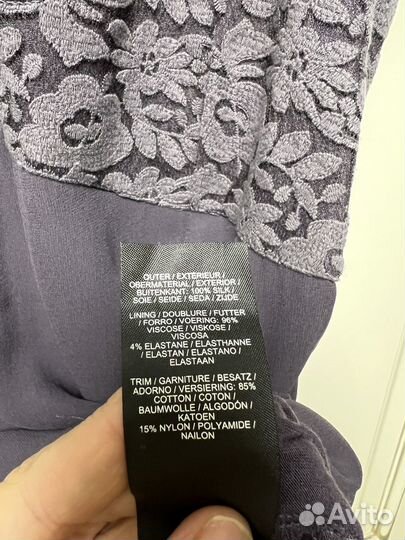 OUTER / EXTÉRIEUR /
OBERMATERIAL / EXTERIOR /
BUITENKANT: 100% SILK /
SOIE / SEIDE / SEDA / ZIJDE
LINING / DOUBLURE / FUTTER
/ FORRO / VOERING: 96%
VISCOSE / VISKOSE /
VISCOSA
4% ELASTANE / ELASTHANNE
/ ELASTAN / ELASTANO /
ELASTAAN
TRIM / GARNITURE / BESATZ /
ADORNO / VERSIERING: 85%
COTTON / COTON /
BAUMWOLLE / ALGODÓN /
KATOEN
15% NYLON / POLYAMIDE /
NAILON
Avito